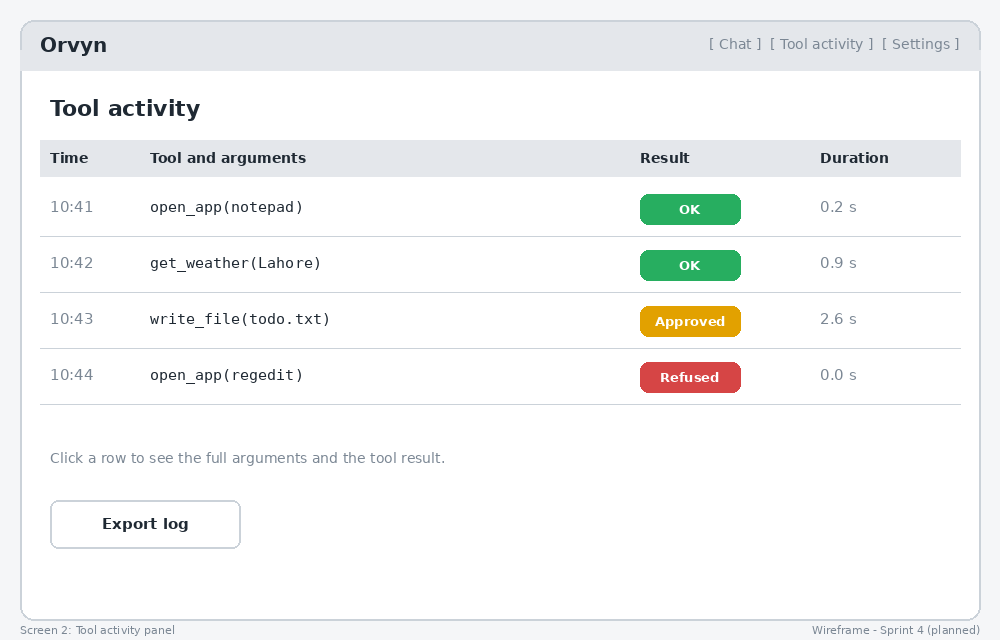 Orvyn [ Chat ] [ Tool activity ] [ Settings ]
Tool activity
Time Tool and arguments Result Duration
10:41 open_app(notepad) OK 0.2 s
10:42 get_weather(Lahore) OK 0.9 s
10:43 write_file(todo.txt) Approved 2.6 s
10:44 open_app(regedit) Refused 0.0 s
Click a row to see the full arguments and the tool result.
Export log
Screen 2: Tool activity panel Wireframe - Sprint 4 (planned)